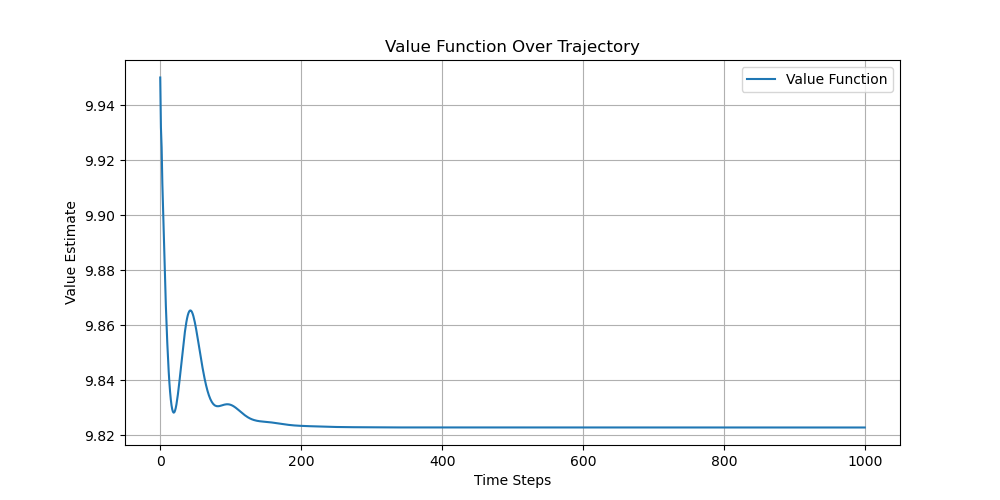 Value Function Over Trajectory
Value Function
9.94
9.92
9.90
9.88
9.86
9.84
9.82
Value Estimate
0 200 400 600 800 1000
Time Steps